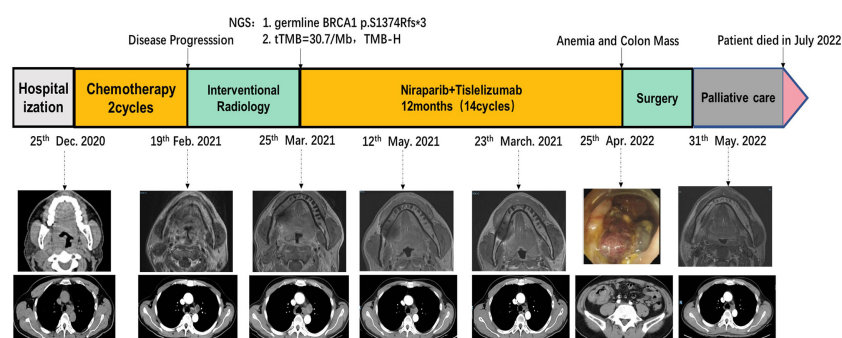 NGS: 1. germline BRCA1 p.S1374Rfs*3
2. tTMB=30.7/Mb, TMB-H
Disease Progresssion
Anemia and Colon Mass
Patient died in July 2022
Hospital
ization
Chemotherapy
2cycles
Interventional
Radiology
Niraparib+Tislelizumab
12months (14cycles)
Surgery
Palliative care
25th Dec. 2020
19th Feb. 2021
25th Mar. 2021
12th May. 2021
23th March. 2021
25th Apr. 2022
31th May. 2022